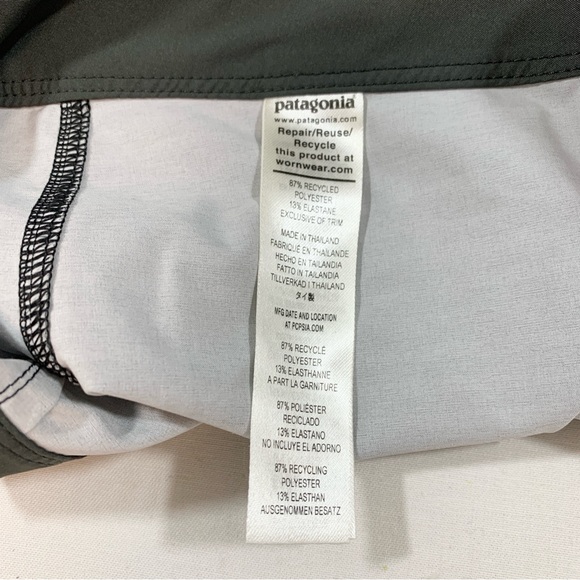 patagonia
www.patagonia.com
Repair/Reuse/
Recycle
this product at
wornwear.com
87% RECYCLED
POLYESTER
13% ELASTANE
EXCLUSIVE OF TRIM
MADE IN THAILAND
FABRIQUÉ EN THAÏLANDE
HECHO EN TAILANDIA
FATTO IN TAILANDIA
TILLVERKAD I THAILAND
タイ製
MFG DATE AND LOCATION
AT POPSIA.COM
87% RECYCLÉ
POLYESTER
13% ÉLASTHANNE
A PART LA GARNITURE
87% POLIÉSTER
RECICLADO
13% ELASTANO
NO INCLUYE EL ADORNO
87% RECYCLING
POLYESTER
13% ELASTHAN
AUSGENOMMEN BESATZ